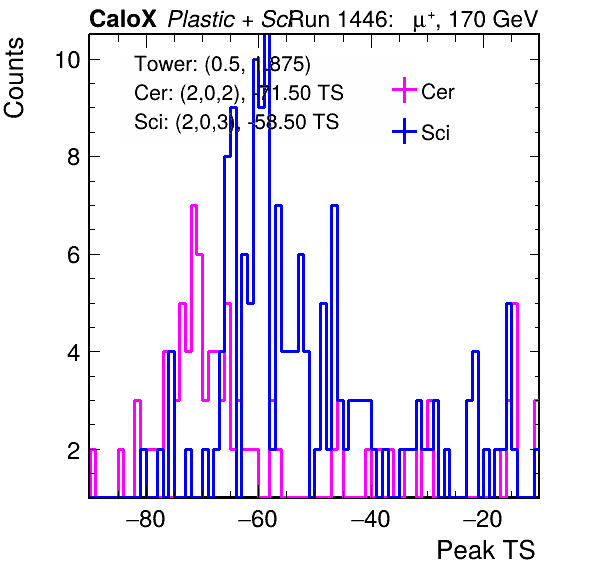 CaloX Plastic + Sci Run 1446: μ⁺, 170 GeV
Counts
Tower: (0.5, 1.875)
Cer: (2,0,2), -71.50 TS
Sci: (2,0,3), -58.50 TS
Cer
Sci
10
8
6
4
2
−80 −60 −40 −20
Peak TS